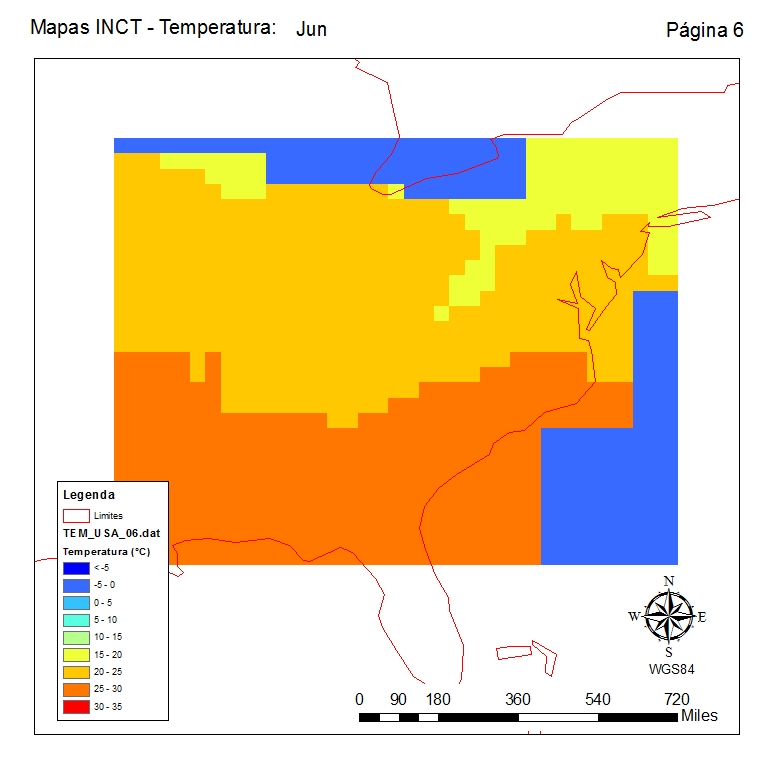 Mapas INCT - Temperatura: Jun
Página 6
Legenda
Limites
TEM_USA_06.dat
Temperatura (°C)
< -5
-5 - 0
0 - 5
5 - 10
10 - 15
15 - 20
20 - 25
25 - 30
30 - 35
N
W E
S
WGS84
0 90 180 360 540 720
Miles